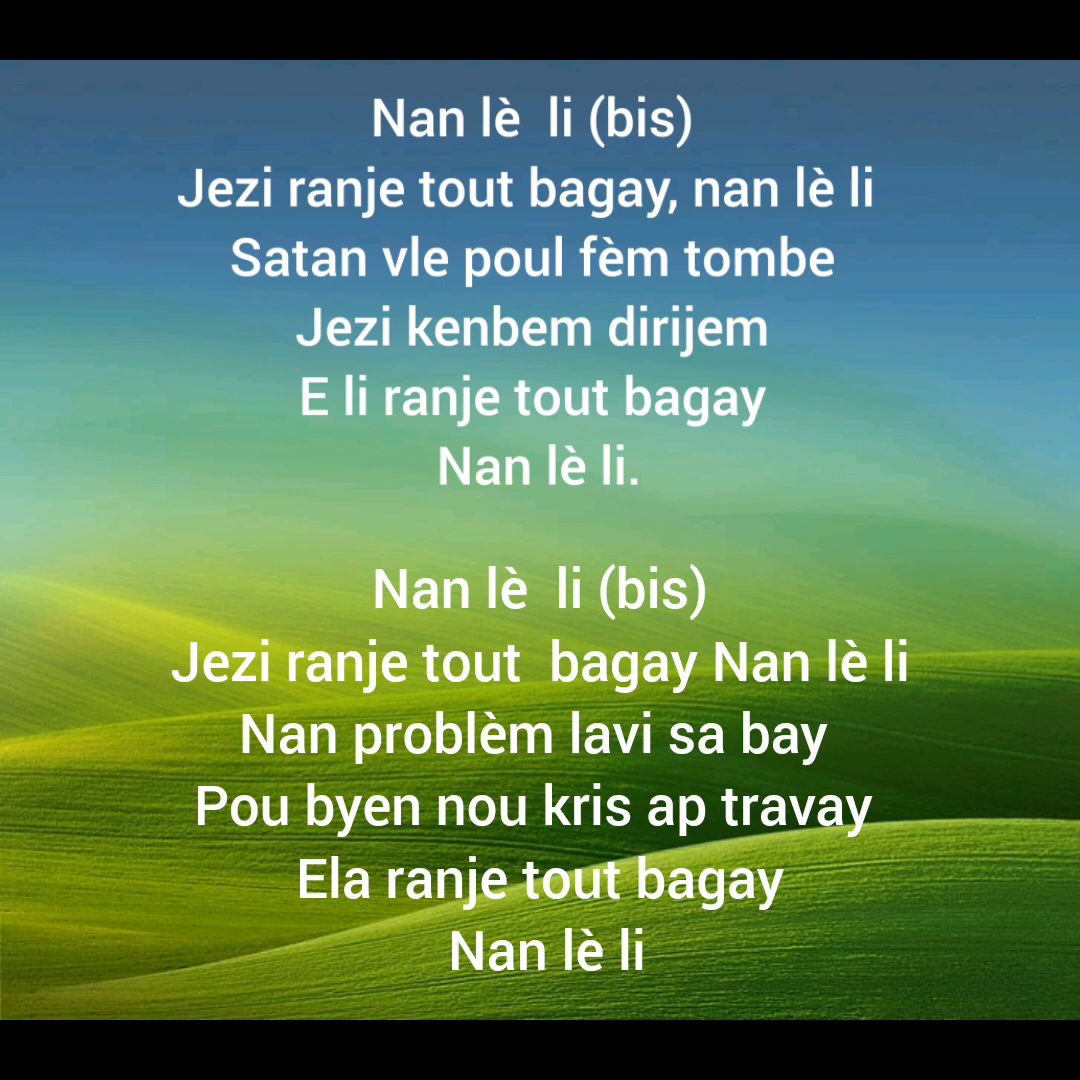 Nan lè  li (bis)
Jezi ranje tout bagay, nan lè li
Satan vle poul fèm tombe
Jezi kenbem dirijem
E li ranje tout bagay
Nan lè li.
Nan lè  li (bis)
Jezi ranje tout  bagay Nan lè li
Nan problèm lavi sa bay
Pou byen nou kris ap travay
Ela ranje tout bagay
Nan lè li